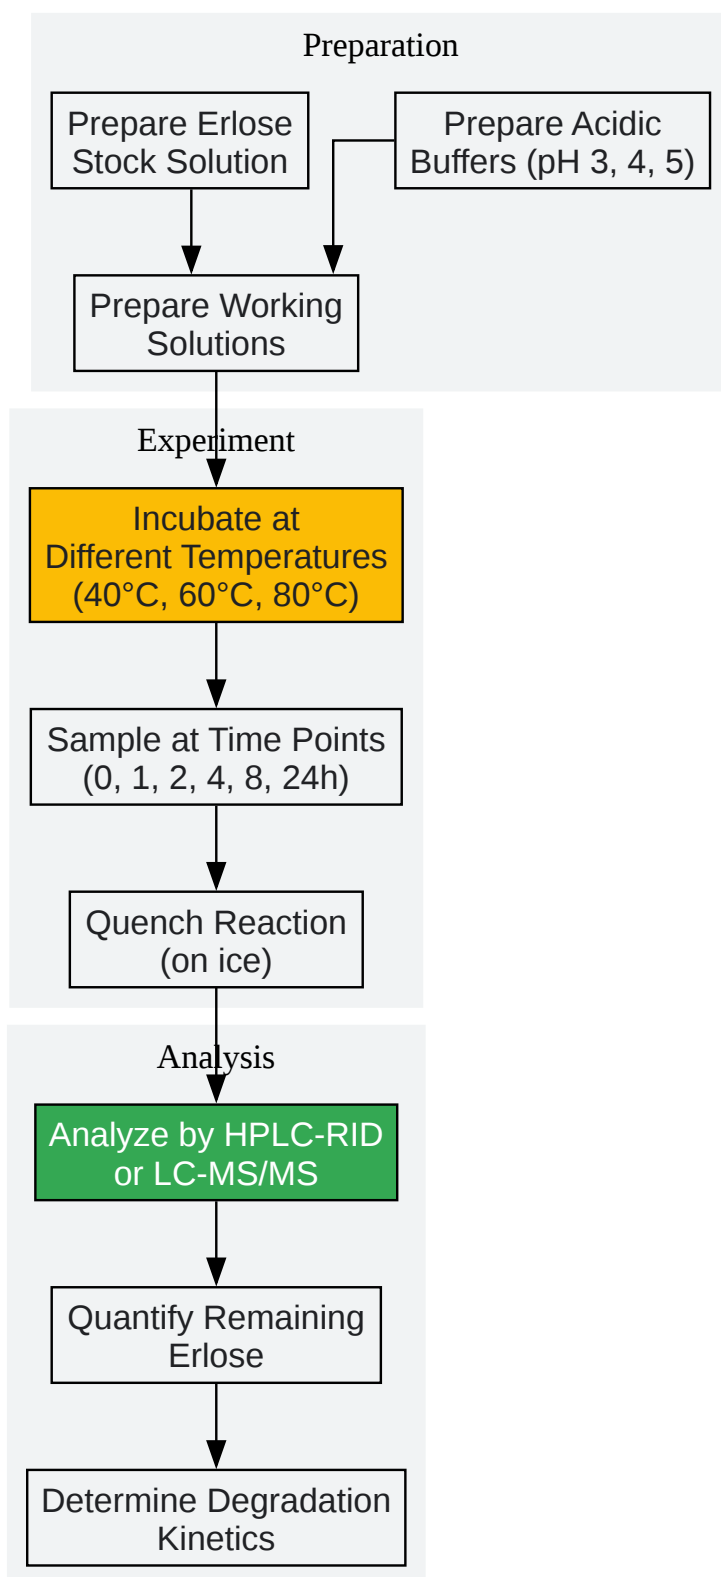 Preparation
Prepare Erlose
Stock Solution
Prepare Acidic
Buffers (pH 3, 4, 5)
Prepare Working
Solutions
Experiment
Incubate at
Different Temperatures
(40°C, 60°C, 80°C)
Sample at Time Points
(0, 1, 2, 4, 8, 24h)
Quench Reaction
(on ice)
Analysis
Analyze by HPLC-RID
or LC-MS/MS
Quantify Remaining
Erlose
Determine Degradation
Kinetics